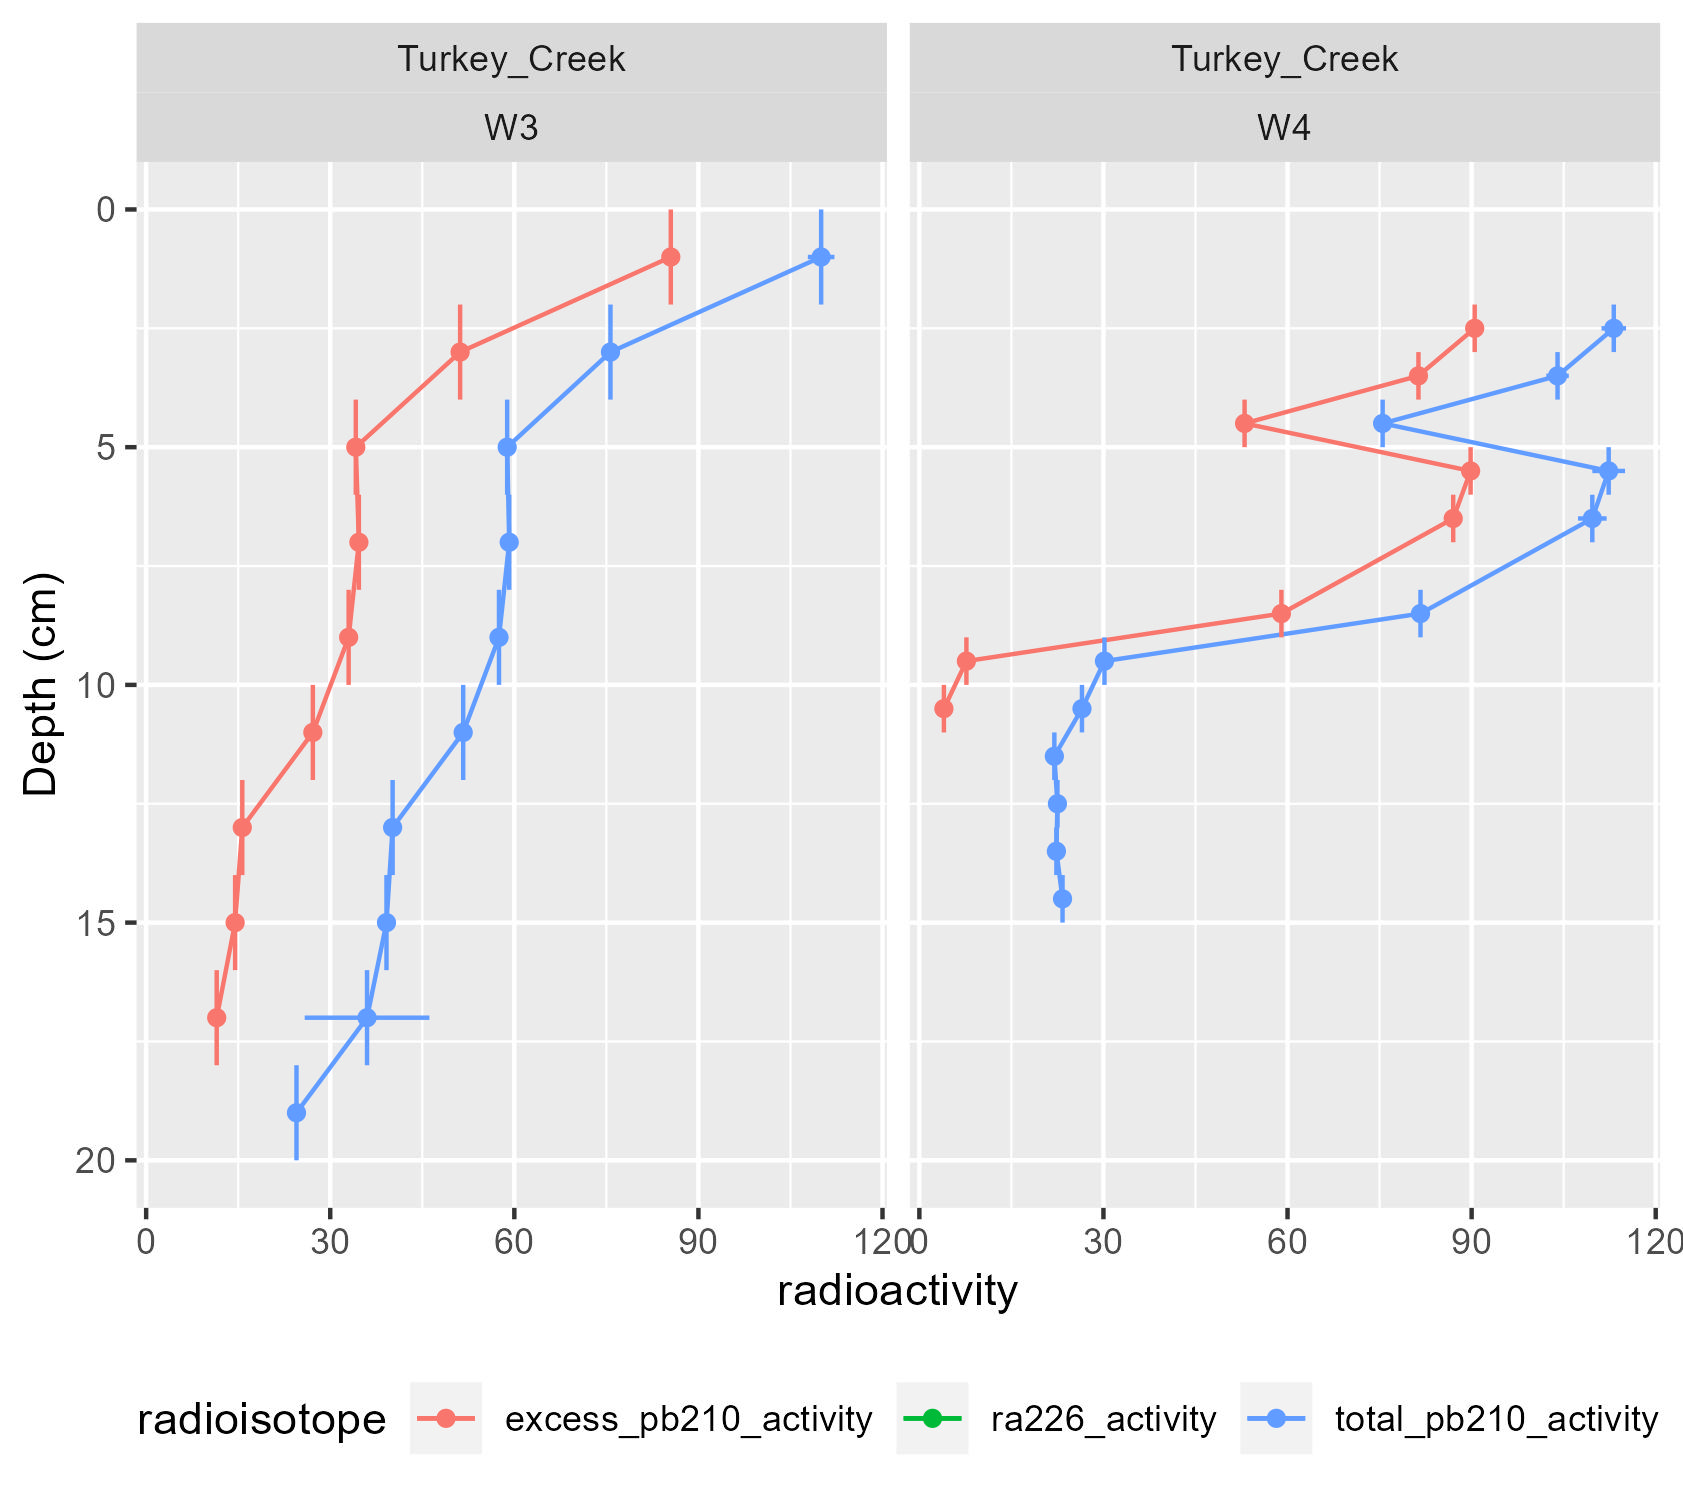 Turkey_Creek Turkey_Creek
W3 W4
0
5
10
15
20
Depth (cm)
0 30 60 90 120 0 30 60 90 120
radioactivity
radioisotope excess_pb210_activity ra226_activity total_pb210_activity